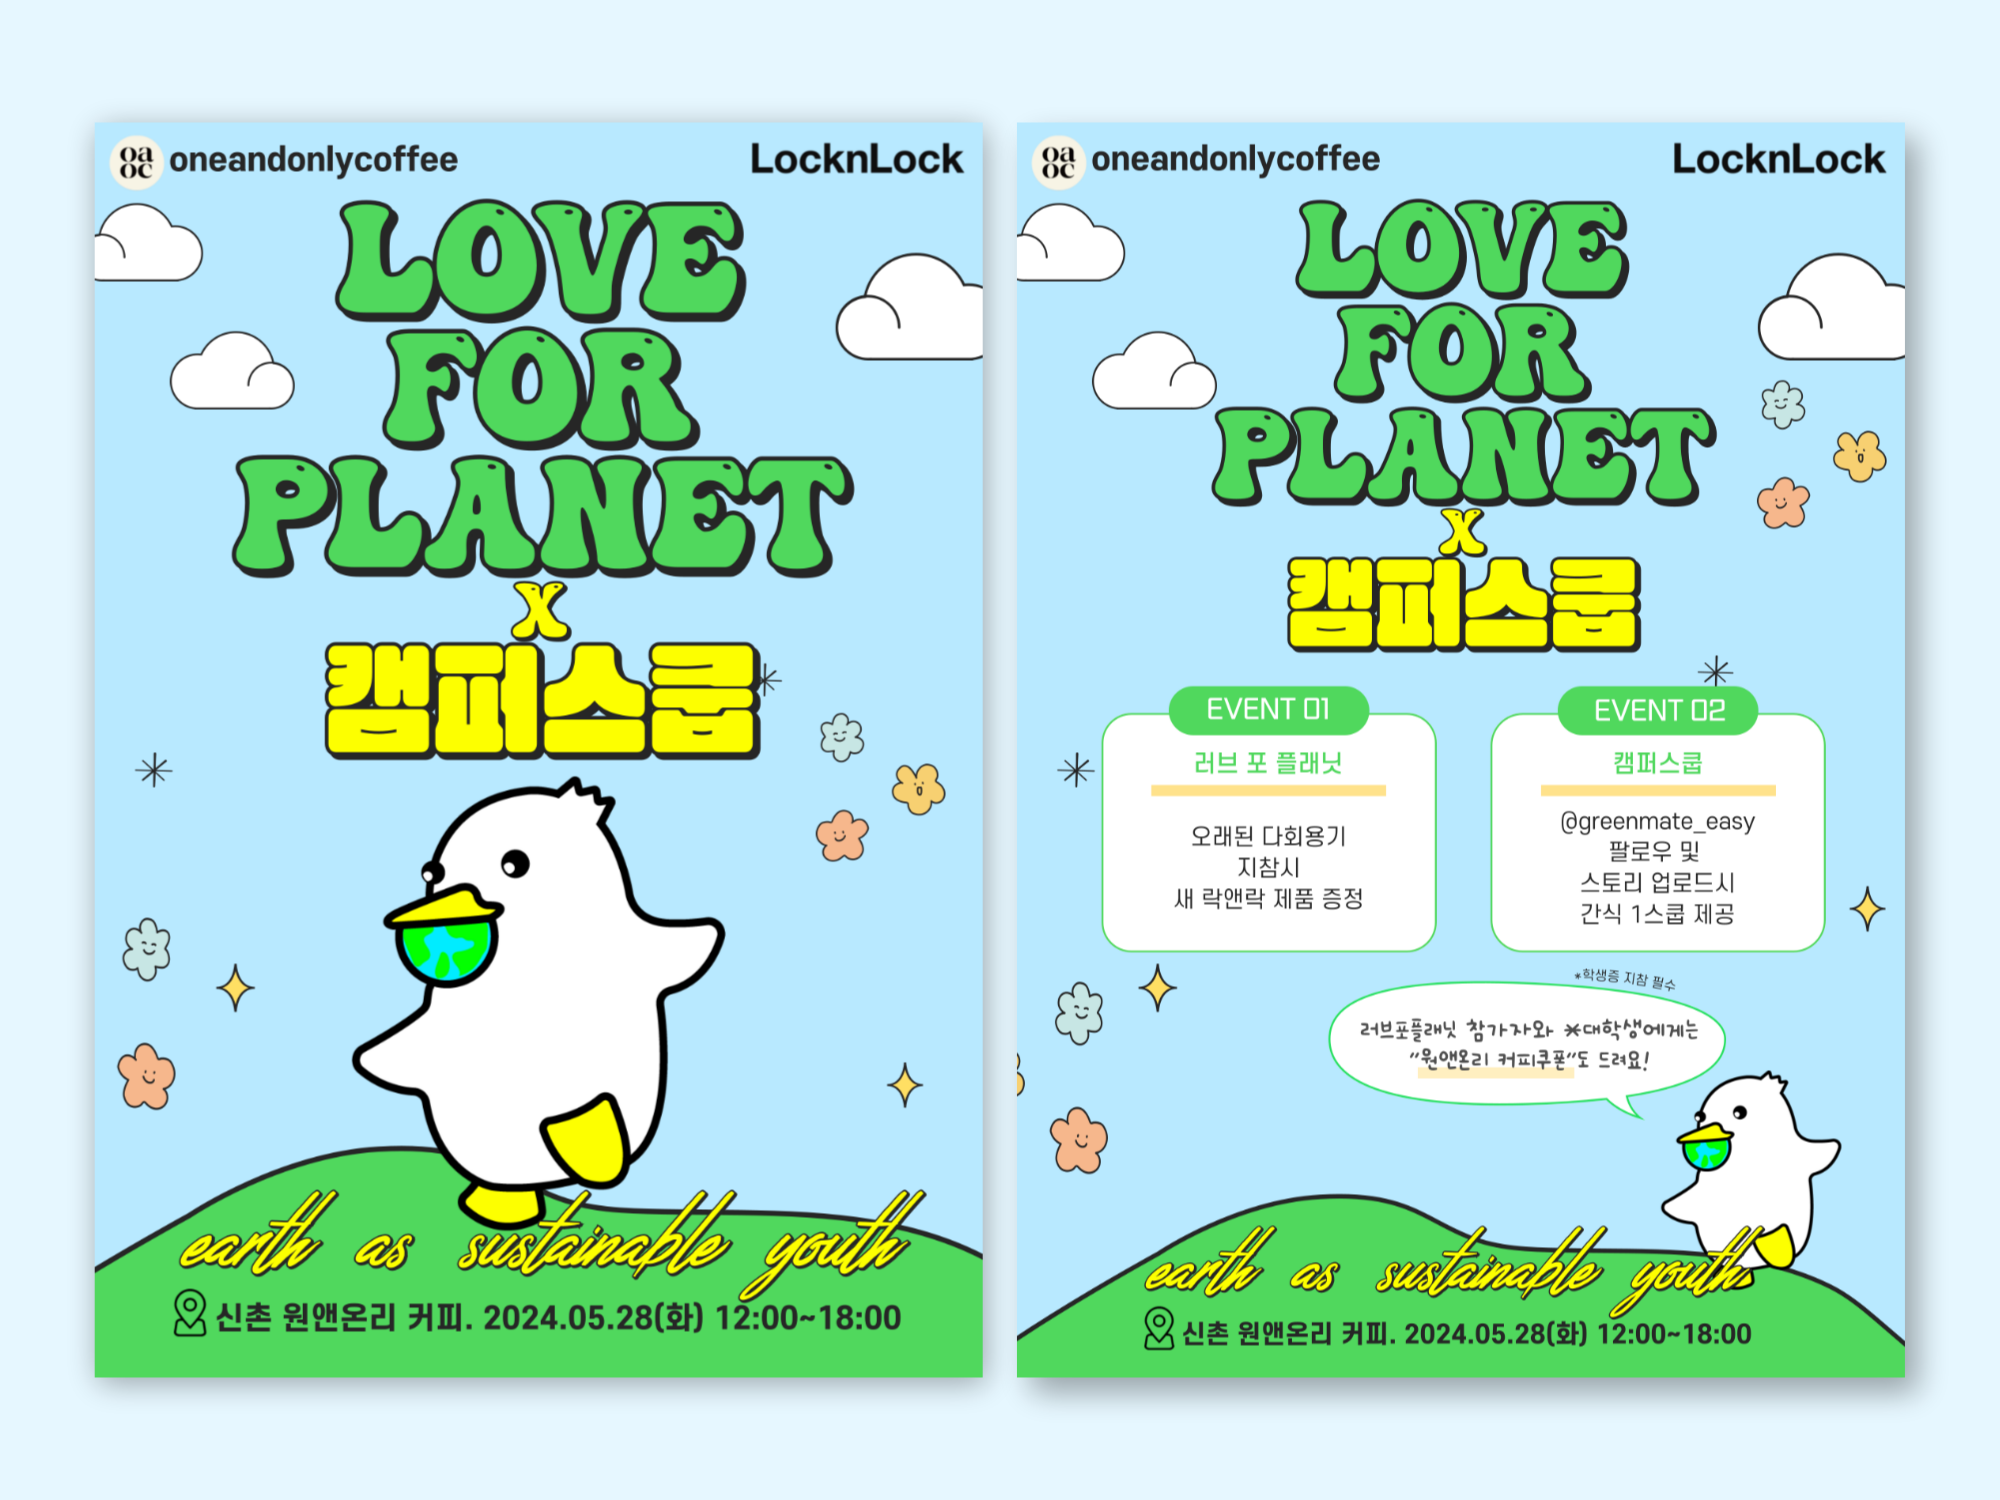 oa
oc
oneandonlycoffee
LocknLock
LOVE
FOR
PLANET
X
캠퍼스쿱
earth as sustainable youth
신촌 원앤온리 커피. 2024.05.28(화) 12:00~18:00
oa
oc
oneandonlycoffee
LocknLock
LOVE
FOR
PLANET
X
캠퍼스쿱
EVENT 01
러브 포 플래닛
오래된 다회용기
지참시
새 락앤락 제품 증정
EVENT 02
캠퍼스쿱
@greenmate_easy
팔로우 및
스토리 업로드시
간식 1스쿱 제공
*학생증 지참 필수
러브포플래닛 참가자와 *대학생에게는
"원앤온리 커피쿠폰"도 드려요!
earth as sustainable youth
신촌 원앤온리 커피. 2024.05.28(화) 12:00~18:00